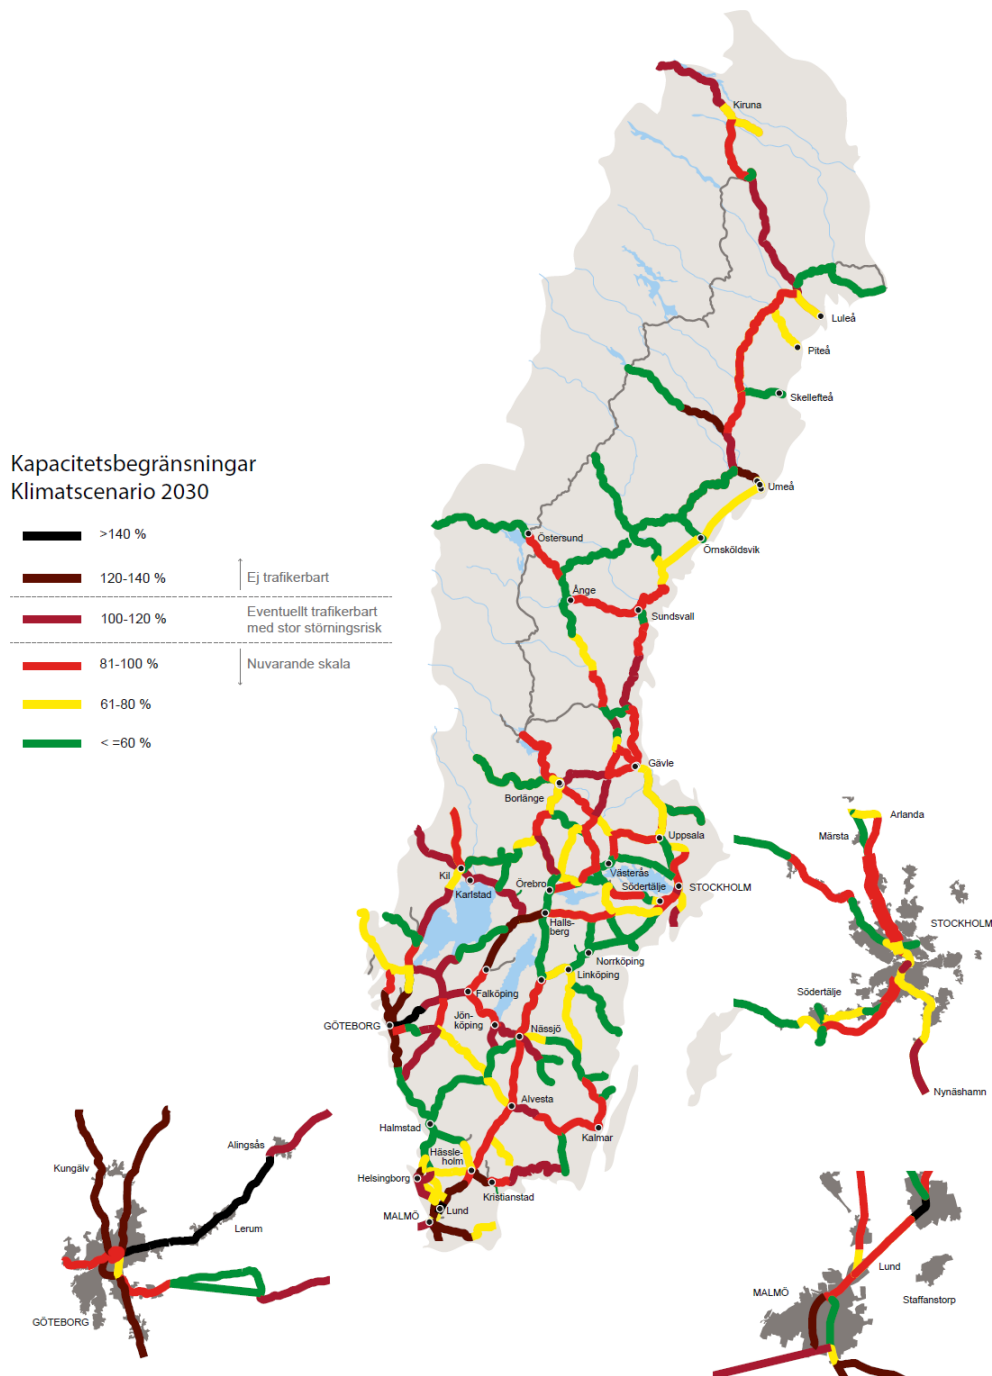 Kiruna
Luleå
Piteå
Skellefteå
Kapacitetsbegränsningar
Klimatscenario 2030
>140 %
120-140 %
Ej trafikerbart
100-120 %
Eventuellt trafikerbart
med stor störningsrisk
81-100 %
Nuvarande skala
61-80 %
< =60 %
Umeå
Örnsköldsvik
Östersund
Ånge
Sundsvall
Gävle
Borlänge
Uppsala
Kil
Karlstad
Örebro
Västerås
Södertälje
STOCKHOLM
Halls-
berg
Norrköping
Linköping
Falköping
GÖTEBORG
Jön-
köping
Nässjö
Alvesta
Halmstad
Kalmar
Hässle-
holm
Helsingborg
Kristianstad
Lund
MALMÖ
Arlanda
Märsta
STOCKHOLM
Södertälje
Nynäshamn
Alingsås
Kungälv
Lerum
GÖTEBORG
Lund
MALMÖ
Staffanstorp